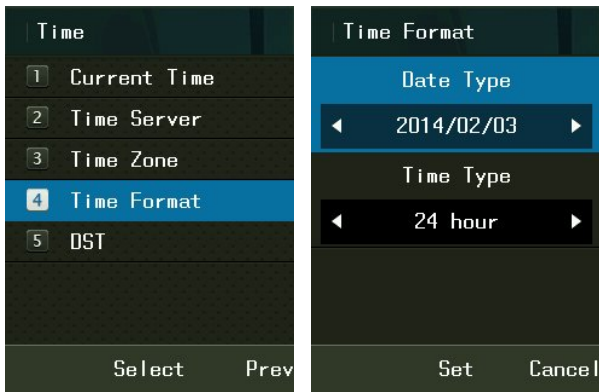 Time
1 Current Time
2 Time Server
3 Time Zone
4 Time Format
5 DST
Select Prev
Time Format
Date Type
2014/02/03
Time Type
24 hour
Set Cancel